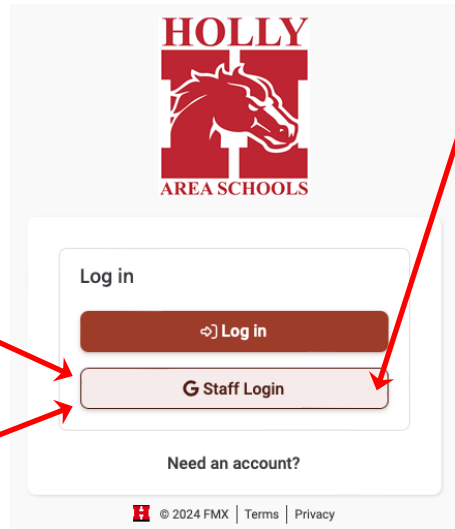 HOLLY
AREA SCHOOLS
Log in
Log in
G Staff Login
Need an account?
© 2024 FMX | Terms | Privacy